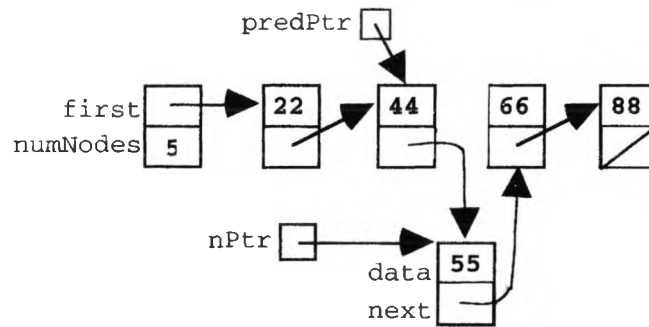 predPtr
first 22 44 66 88
numNodes 5
nPtr
data 55
next